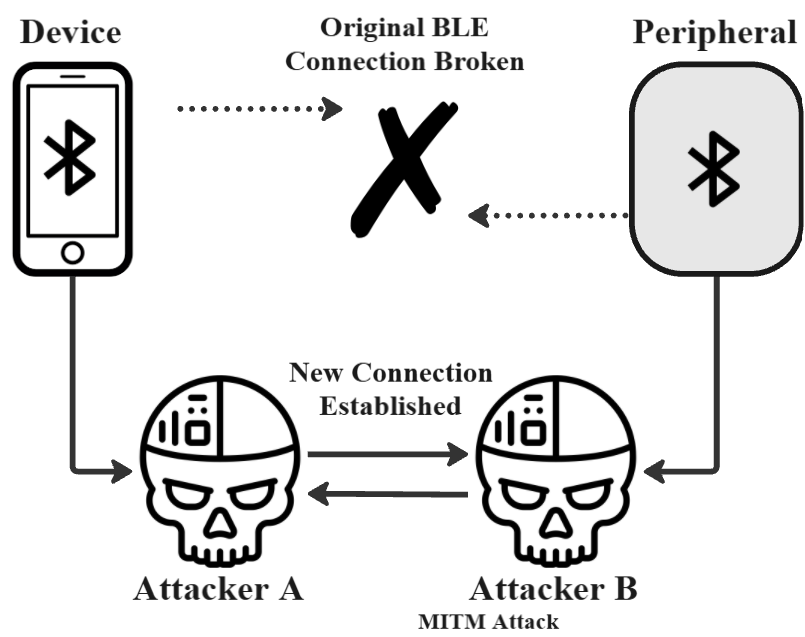 Device
Original BLE
Connection Broken
Peripheral
New Connection
Established
Attacker A
Attacker B
MITM Attack